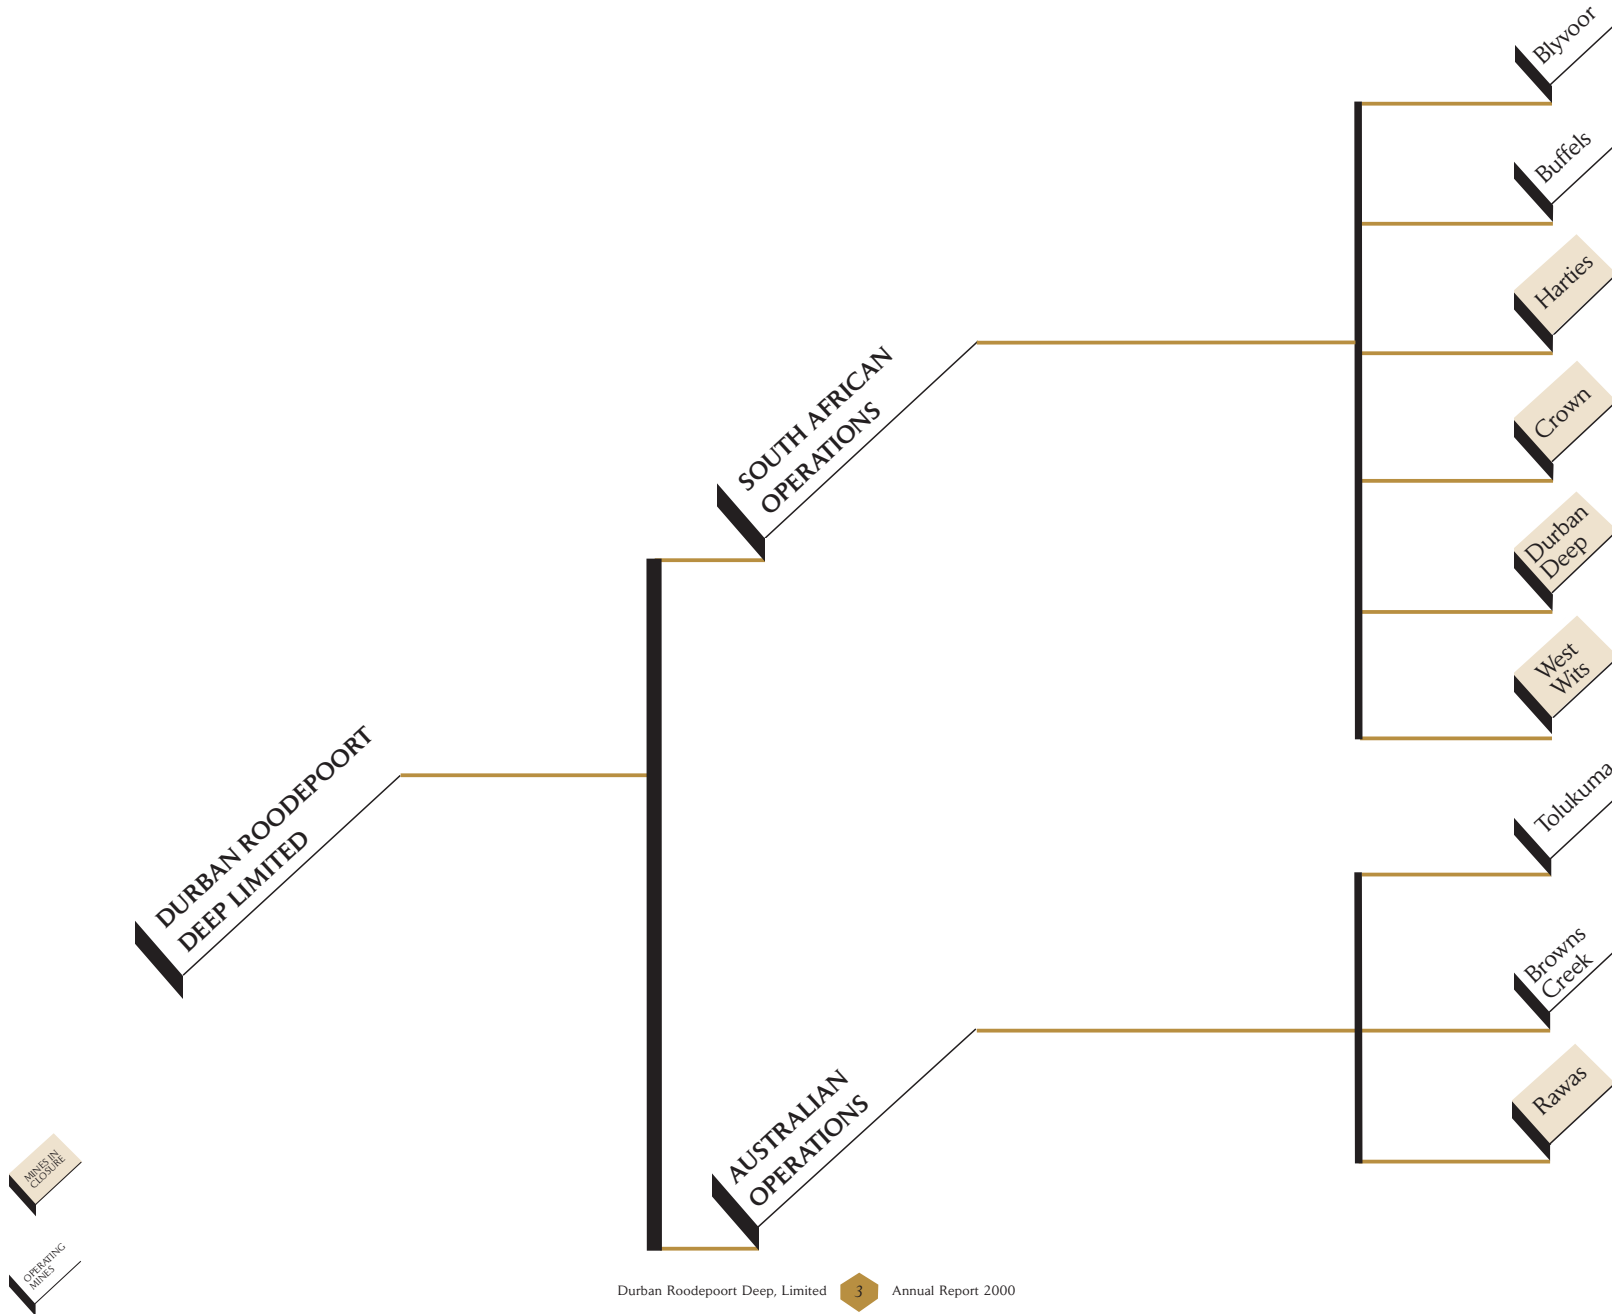 DURBAN ROODEPOORT
DEEP LIMITED
SOUTH AFRICAN
OPERATIONS
Blyvoor
Buffels
Harties
Crown
Durban
Deep
West
Wits
AUSTRALIAN
OPERATIONS
Tolukuma
Browns
Creek
Rawas
MINES IN
CLOSURE
OPERATING
MINES
Durban Roodepoort Deep, Limited 3 Annual Report 2000